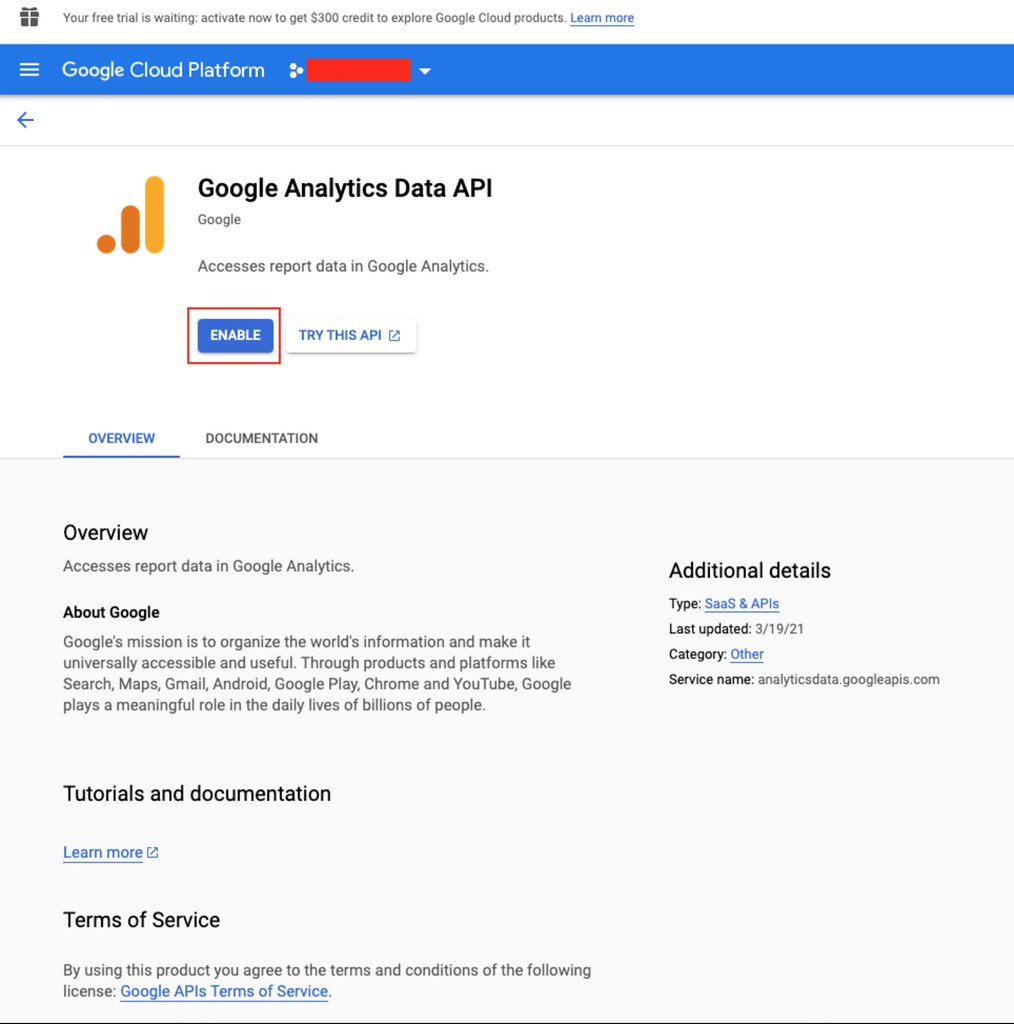 Your free trial is waiting: activate now to get $300 credit to explore Google Cloud products. Learn more
Google Cloud Platform
Google Analytics Data API
Google
Accesses report data in Google Analytics.
ENABLE
TRY THIS API
OVERVIEW
DOCUMENTATION
Overview
Accesses report data in Google Analytics.
About Google
Google's mission is to organize the world's information and make it
universally accessible and useful. Through products and platforms like
Search, Maps, Gmail, Android, Google Play, Chrome and YouTube, Google
plays a meaningful role in the daily lives of billions of people.
Additional details
Type: SaaS & APIs
Last updated: 3/19/21
Category: Other
Service name: analyticsdata.googleapis.com
Tutorials and documentation
Learn more
Terms of Service
By using this product you agree to the terms and conditions of the following
license: Google APIs Terms of Service.